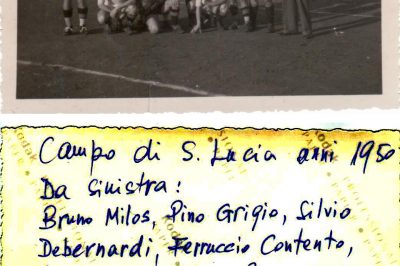 Campo di S. Lucia anni 1950
Da sinistra:
Bruno Milos, Pino Grigio, Silvio
Debernardi, Ferruccio Contento,